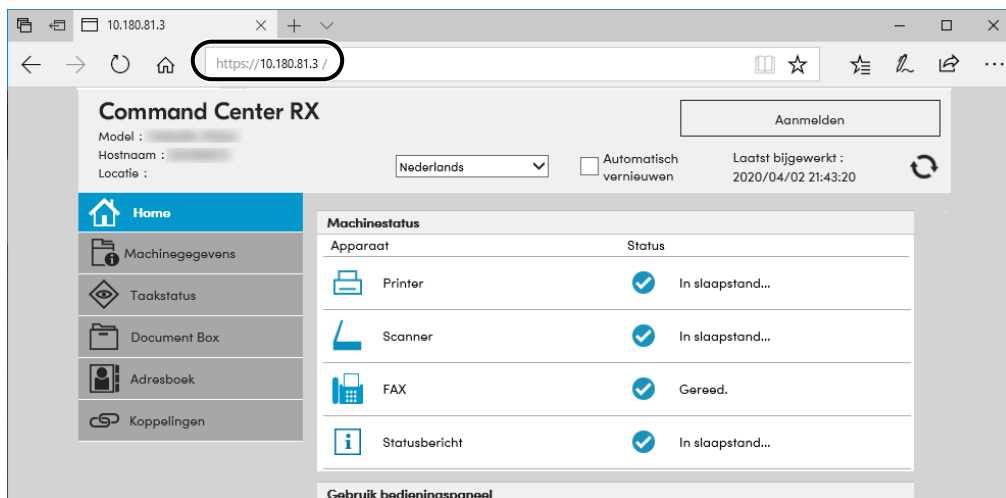 10.180.81.3
https://10.180.81.3 /
Command Center RX
Aanmelden
Model :
Hostnaam :
Locatie :
Nederlands
Automatisch
vernieuwen
Laatst bijgewerkt :
2020/04/02 21:43:20
Home
Machinegegevens
Taakstatus
Document Box
Adresboek
Koppelingen
Machinestatus
Apparaat Status
Printer In slaapstand...
Scanner In slaapstand...
FAX Gereed.
Statusbericht In slaapstand...
Gebruik bedieningspaneel